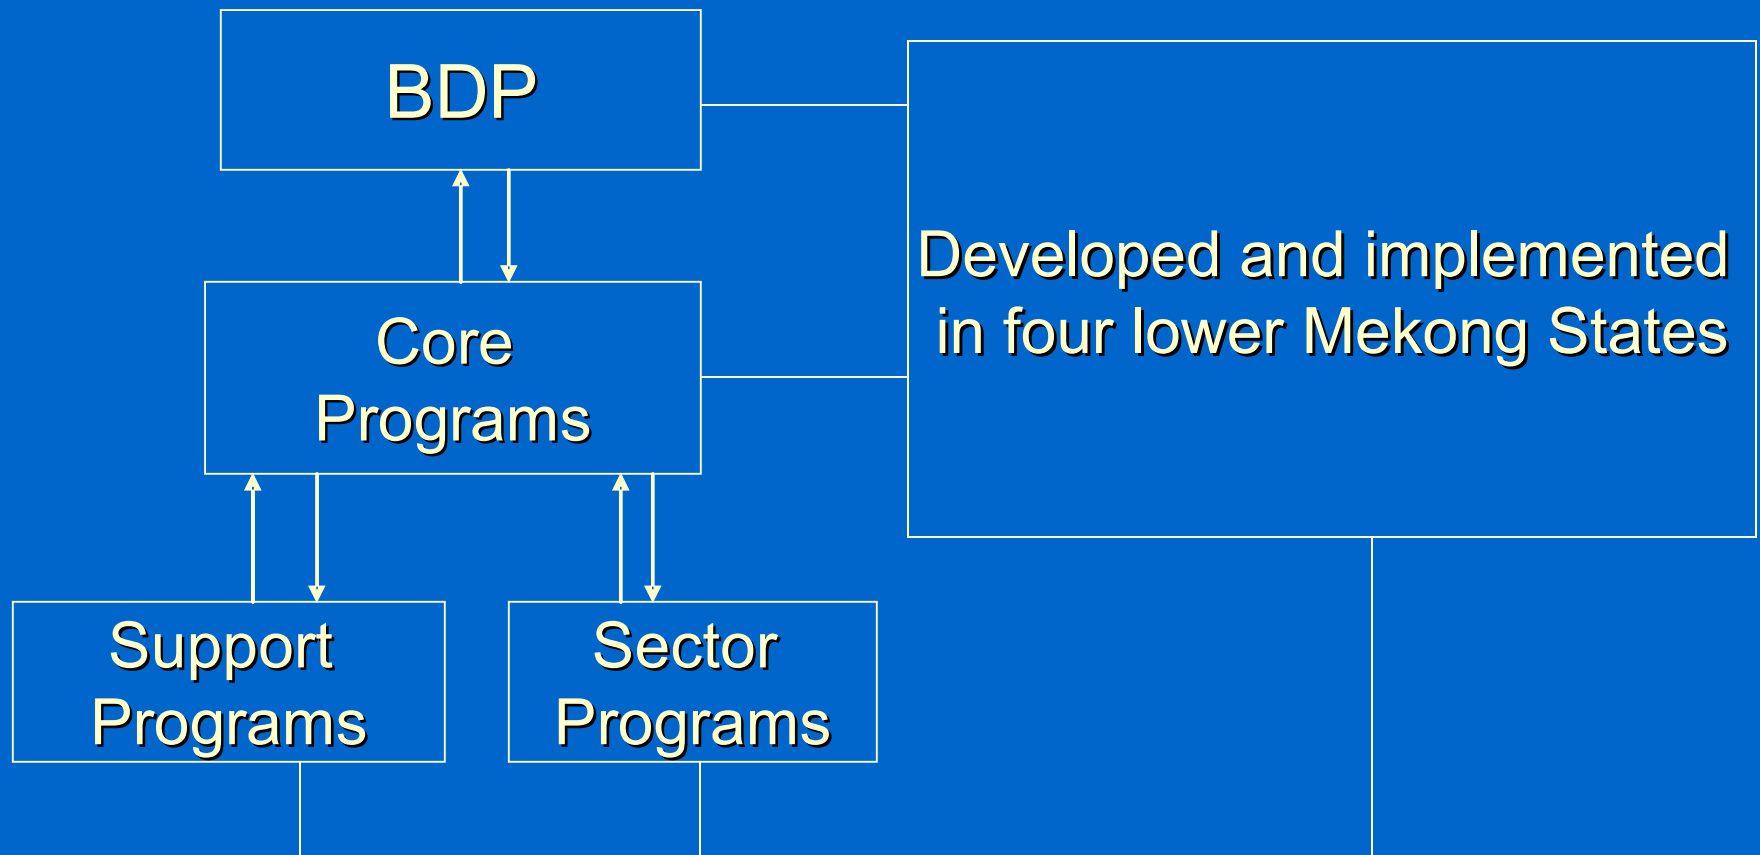 BDP
Developed and implemented
in four lower Mekong States
Core
Programs
Support
Programs
Sector
Programs